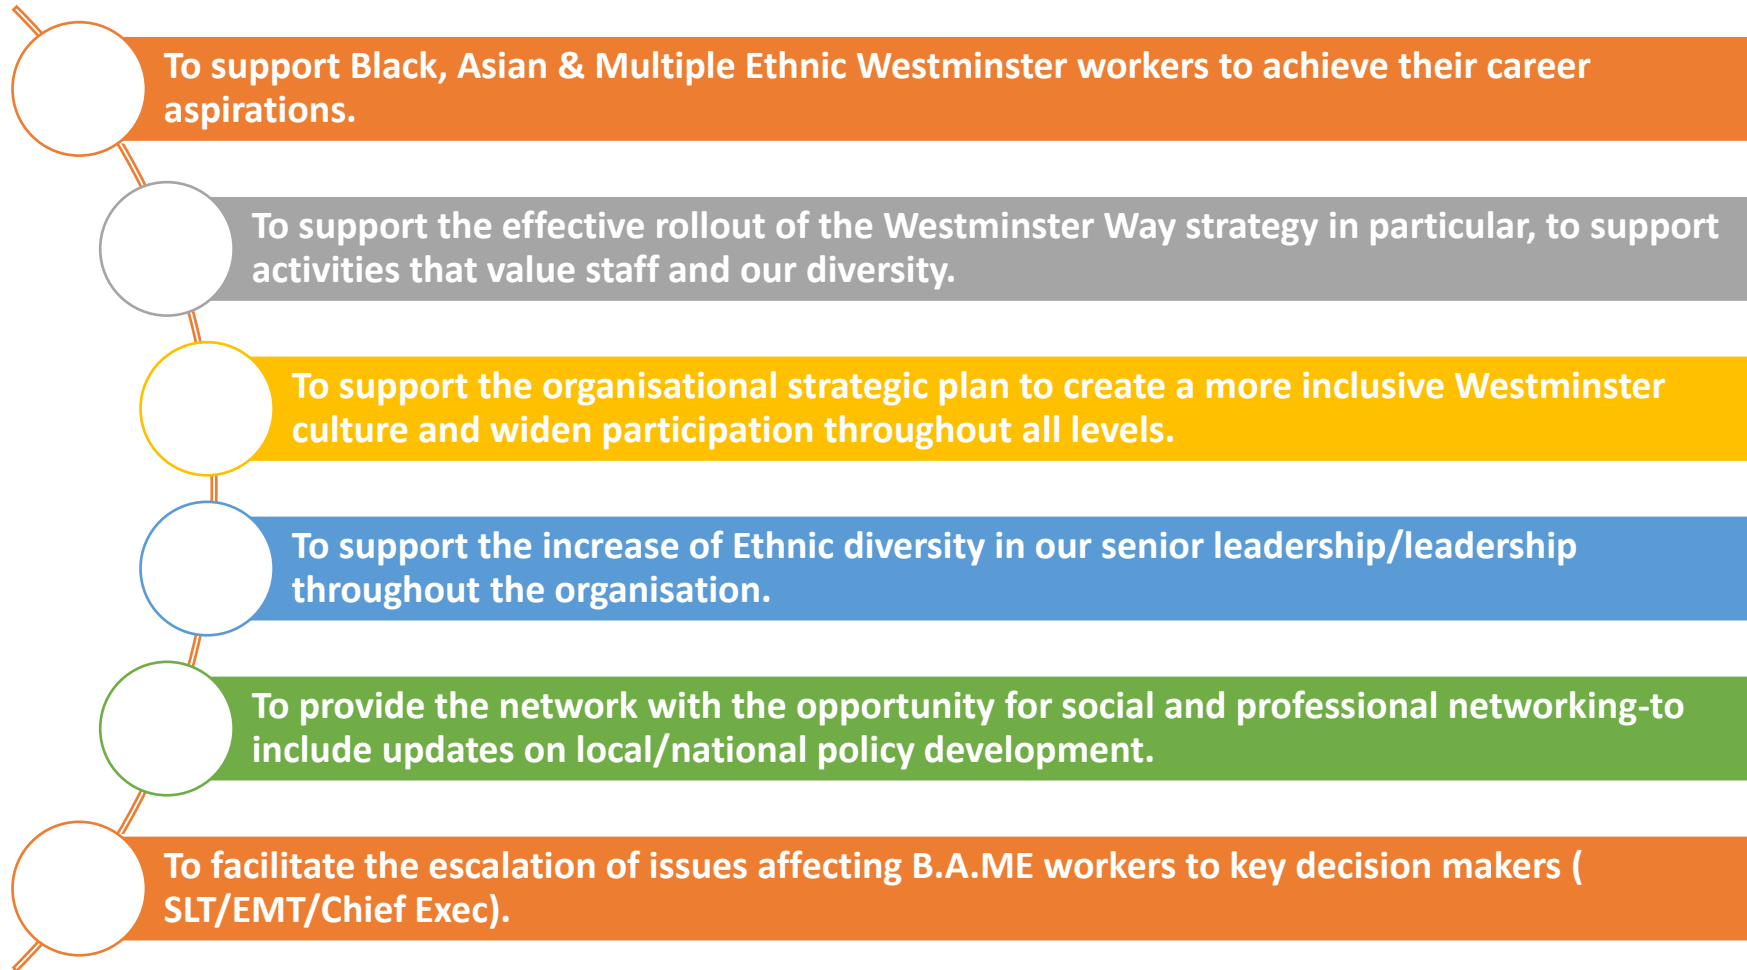 To support Black, Asian & Multiple Ethnic Westminster workers to achieve their career
aspirations.
To support the effective rollout of the Westminster Way strategy in particular, to support
activities that value staff and our diversity.
To support the organisational strategic plan to create a more inclusive Westminster
culture and widen participation throughout all levels.
To support the increase of Ethnic diversity in our senior leadership/leadership
throughout the organisation.
To provide the network with the opportunity for social and professional networking-to
include updates on local/national policy development.
To facilitate the escalation of issues affecting B.A.ME workers to key decision makers (
SLT/EMT/Chief Exec).